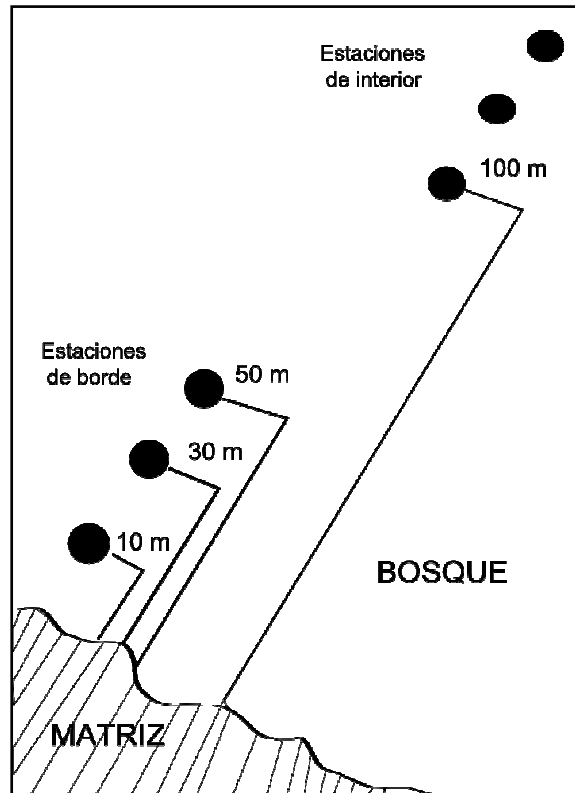 Estaciones
de interior
100 m
Estaciones
de borde
50 m
30 m
10 m
BOSQUE
MATRIZ